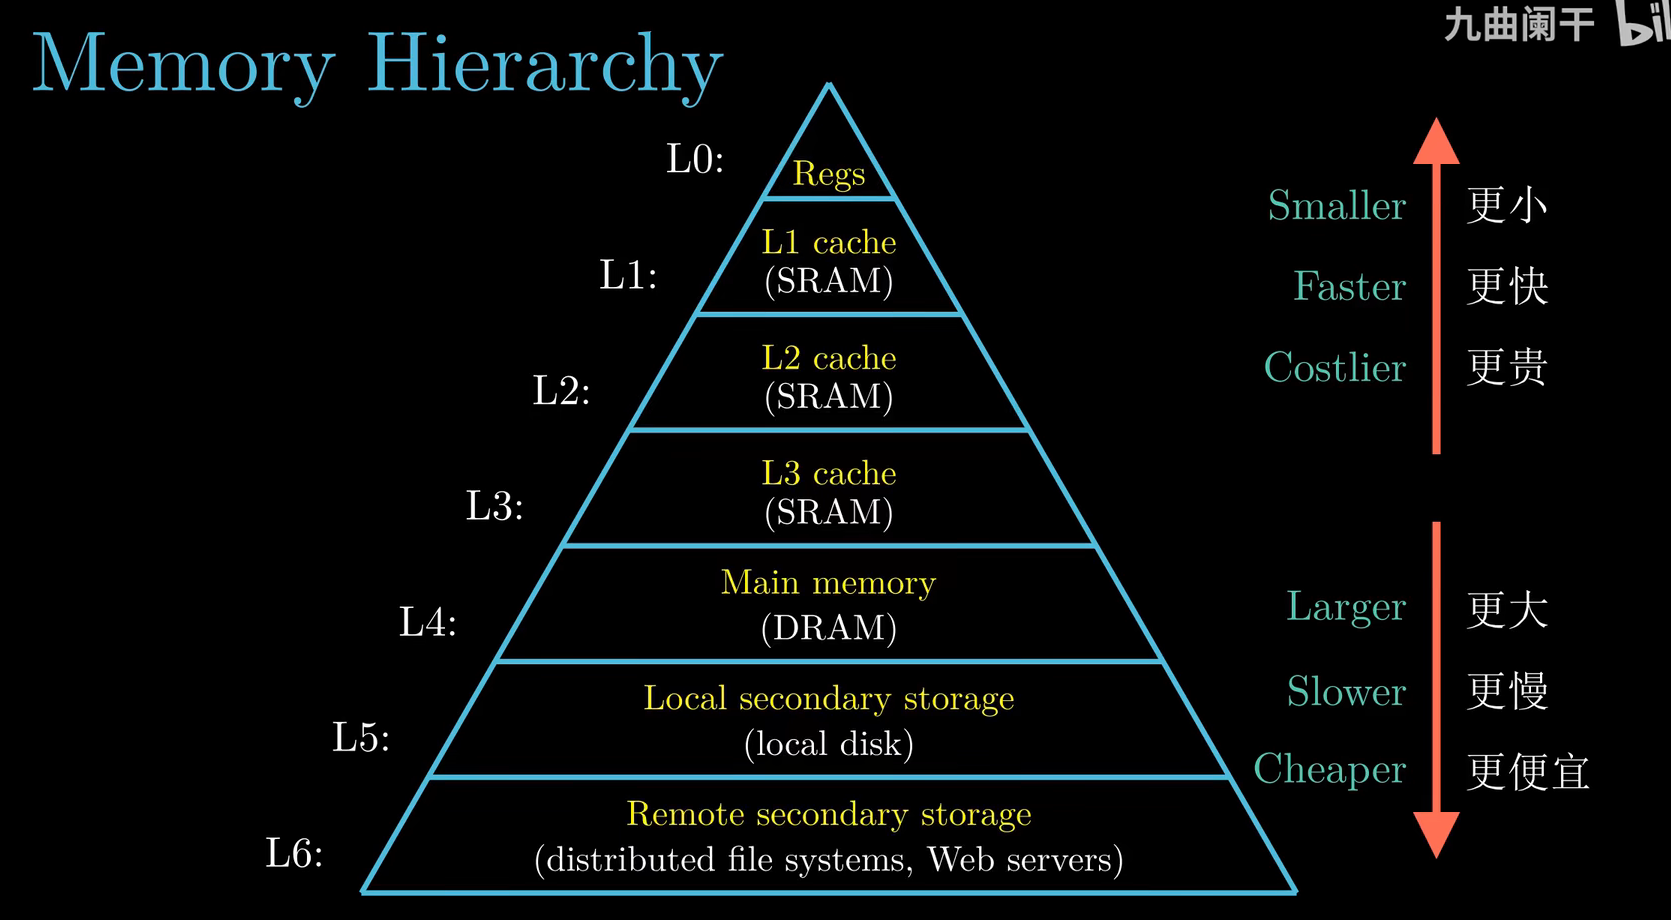 九曲阑干
Memory Hierarchy
L0:
Regs
L1:
L1 cache
(SRAM)
L2:
L2 cache
(SRAM)
L3:
L3 cache
(SRAM)
L4:
Main memory
(DRAM)
L5:
Local secondary storage
(local disk)
L6:
Remote secondary storage
(distributed file systems, Web servers)
Smaller 更小
Faster 更快
Costlier 更贵
Larger 更大
Slower 更慢
Cheaper 更便宜